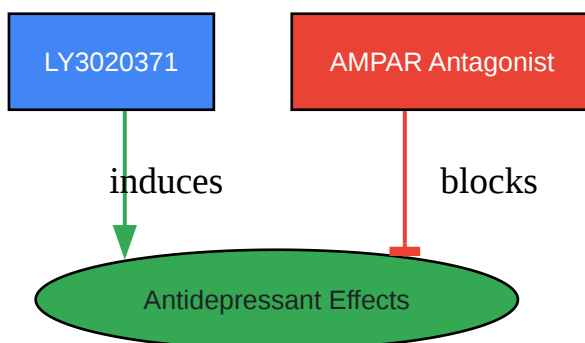 LY3020371
AMPAR Antagonist
induces
blocks
Antidepressant Effects